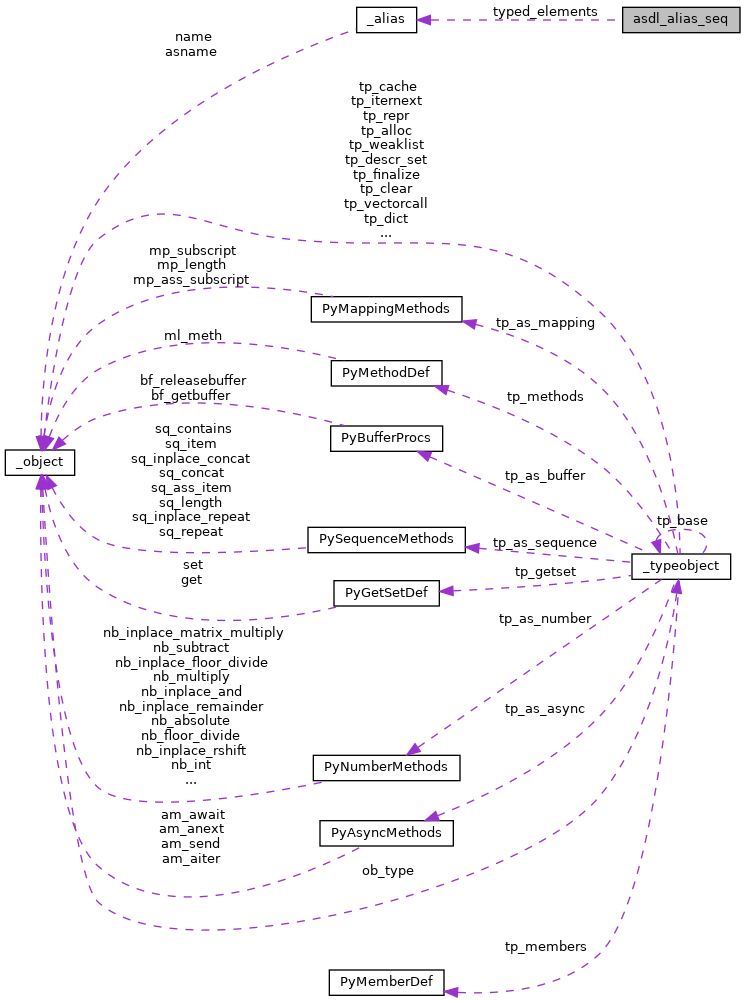 typed_elements
_alias
asdl_alias_seq
name
asname
tp_cache
tp_iternext
tp_repr
tp_alloc
tp_weaklist
tp_descr_set
tp_finalize
tp_clear
tp_vectorcall
tp_dict
...
mp_subscript
mp_length
mp_ass_subscript
PyMappingMethods
tp_as_mapping
ml_meth
PyMethodDef
tp_methods
bf_releasebuffer
bf_getbuffer
PyBufferProcs
_object
tp_as_buffer
sq_contains
sq_item
sq_inplace_concat
sq_concat
sq_ass_item
sq_length
sq_inplace_repeat
sq_repeat
PySequenceMethods
tp_as_sequence
tp_base
_typeobject
set
get
PyGetSetDef
tp_getset
tp_as_number
nb_inplace_matrix_multiply
nb_subtract
nb_inplace_floor_divide
nb_multiply
nb_inplace_and
nb_inplace_remainder
nb_absolute
nb_floor_divide
nb_inplace_rshift
nb_int
...
PyNumberMethods
tp_as_async
am_await
am_anext
am_send
am_aiter
PyAsyncMethods
ob_type
tp_members
PyMemberDef